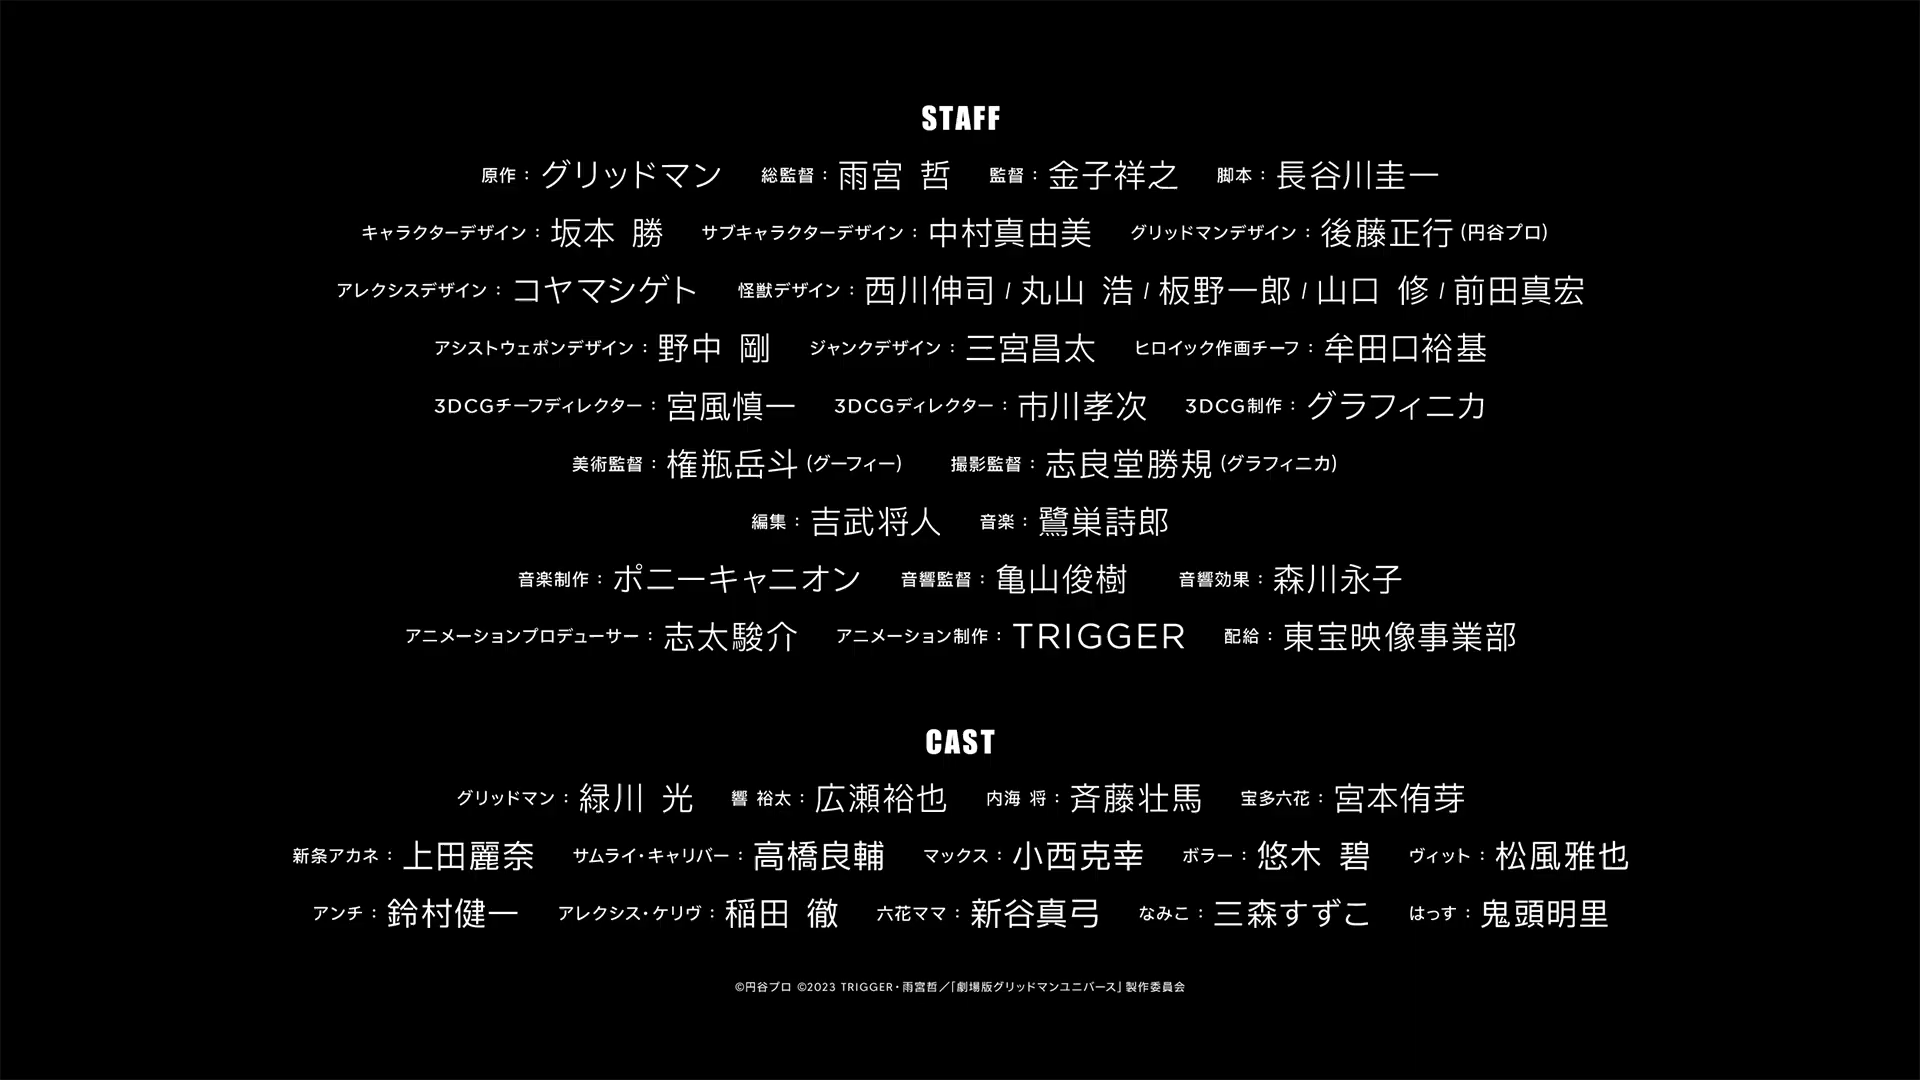 STAFF
原作：グリッドマン　総監督：雨宮 哲　監督：金子祥之　脚本：長谷川圭一
キャラクターデザイン：坂本 勝　サブキャラクターデザイン：中村真由美　グリッドマンデザイン：後藤正行(円谷プロ)
アレクシスデザイン：コヤマシゲト　怪獣デザイン：西川伸司 / 丸山 浩 / 板野一郎 / 山口 修 / 前田真宏
アシストウェポンデザイン：野中 剛　ジャンクデザイン：三宮昌太　ヒロイック作画チーフ：牟田口裕基
3DCGチーフディレクター：宮風慎一　3DCGディレクター：市川孝次　3DCG制作：グラフィニカ
美術監督：権瓶岳斗(グーフィー)　撮影監督：志良堂勝規(グラフィニカ)
編集：吉武将人　音楽：鷺巣詩郎
音楽制作：ポニーキャニオン　音響監督：亀山俊樹　音響効果：森川永子
アニメーションプロデューサー：志太駿介　アニメーション制作：TRIGGER　配給：東宝映像事業部
CAST
グリッドマン：緑川 光　響 裕太：広瀬裕也　内海 将：斉藤壮馬　宝多六花：宮本侑芽
新条アカネ：上田麗奈　サムライ・キャリバー：高橋良輔　マックス：小西克幸　ボラー：悠木 碧　ヴィット：松風雅也
アンチ：鈴村健一　アレクシス・ケリヴ：稲田 徹　六花ママ：新谷真弓　なみこ：三森すずこ　はっす：鬼頭明里
©円谷プロ ©2023 TRIGGER・雨宮哲／「劇場版グリッドマンユニバース」製作委員会